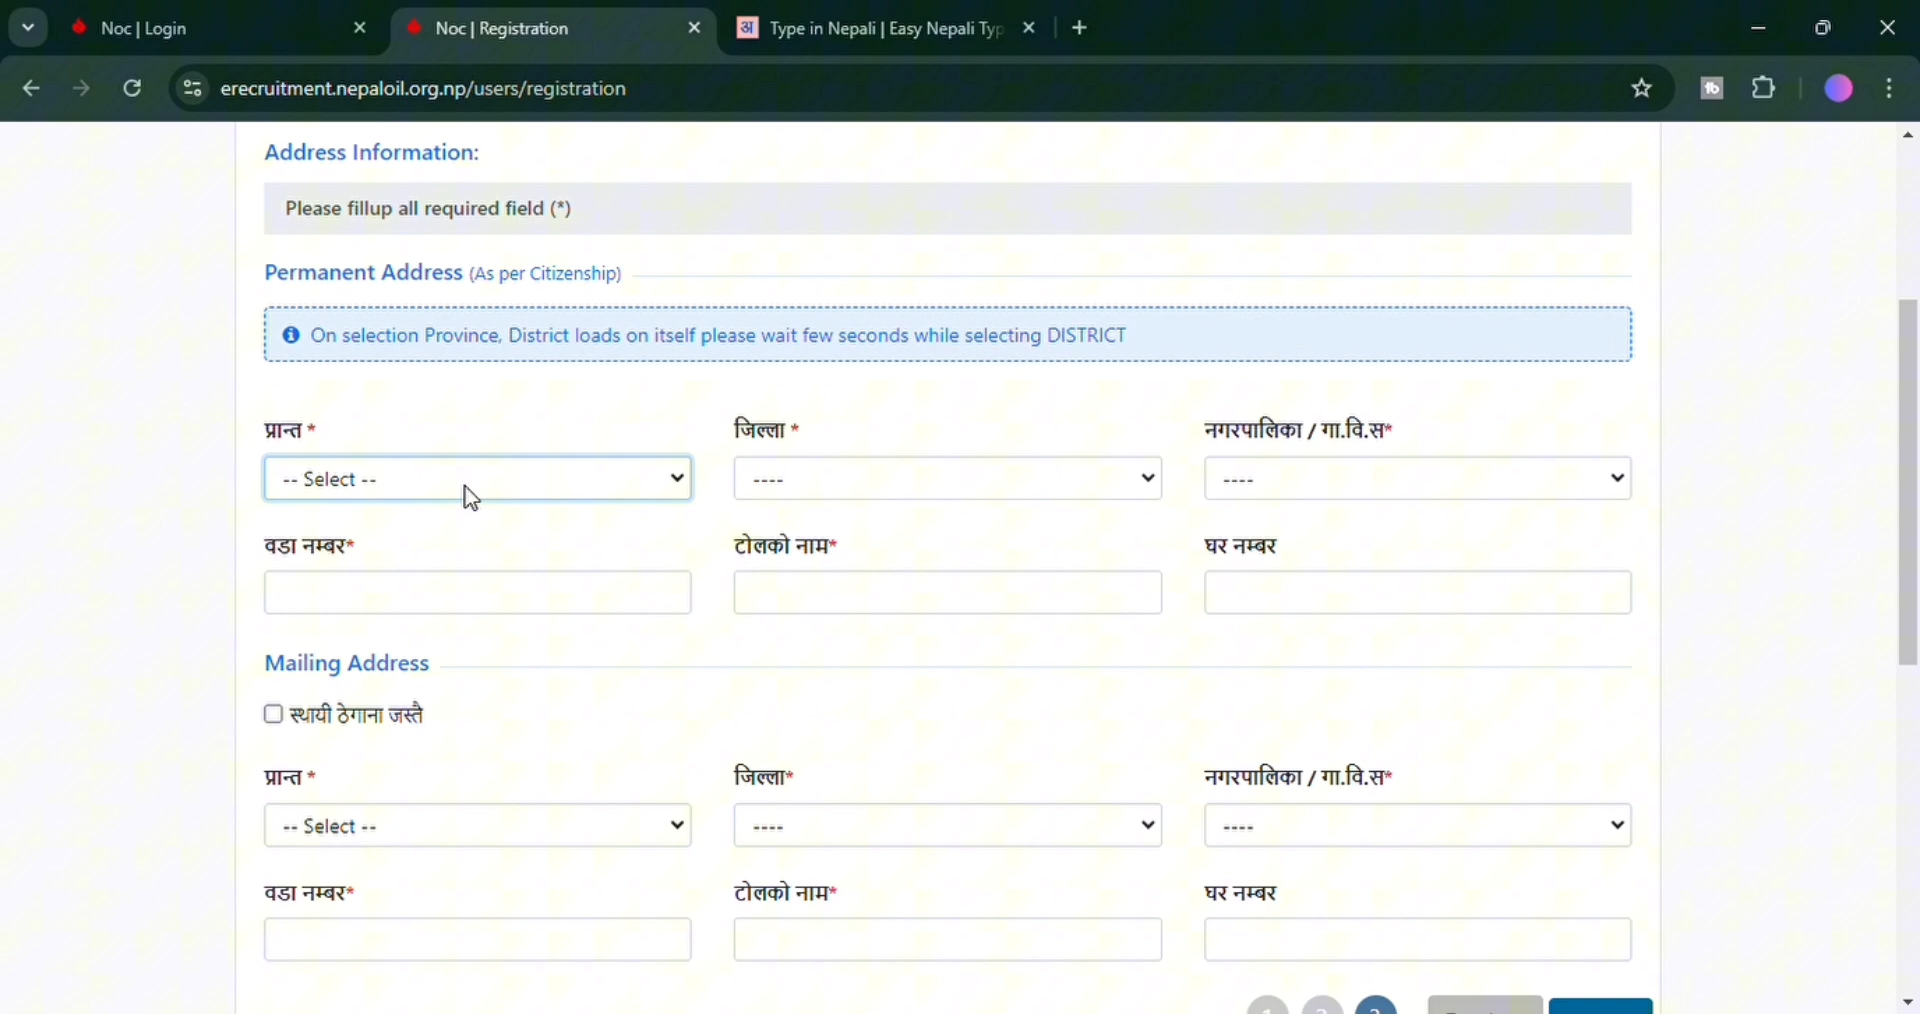 Noc | Login
Noc | Registration
अ
Type in Nepali | Easy Nepali Typ
erecruitment.nepaloil.org.np/users/registration
Address Information:
Please fillup all required field (*)
Permanent Address (As per Citizenship)
On selection Province, District loads on itself please wait few seconds while selecting DISTRICT
प्रान्त * जिल्ला * नगरपालिका / गा.वि.स*
-- Select -- ---- ----
वडा नम्बर* टोलको नाम* घर नम्बर
Mailing Address
स्थायी ठेगाना जस्तै
प्रान्त * जिल्ला* नगरपालिका / गा.वि.स*
-- Select -- ---- ----
वडा नम्बर* टोलको नाम* घर नम्बर